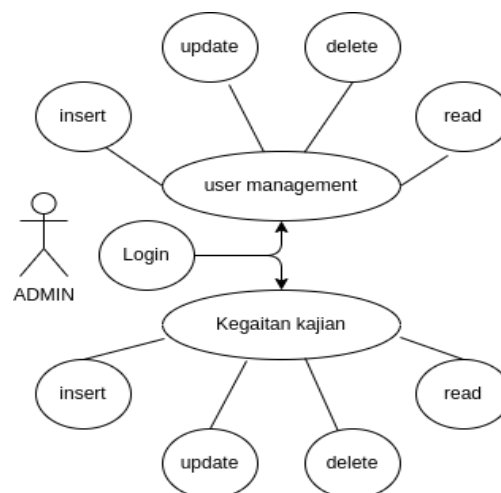 update
delete
insert
read
user management
Login
ADMIN
Kegaitan kajian
insert
read
update
delete